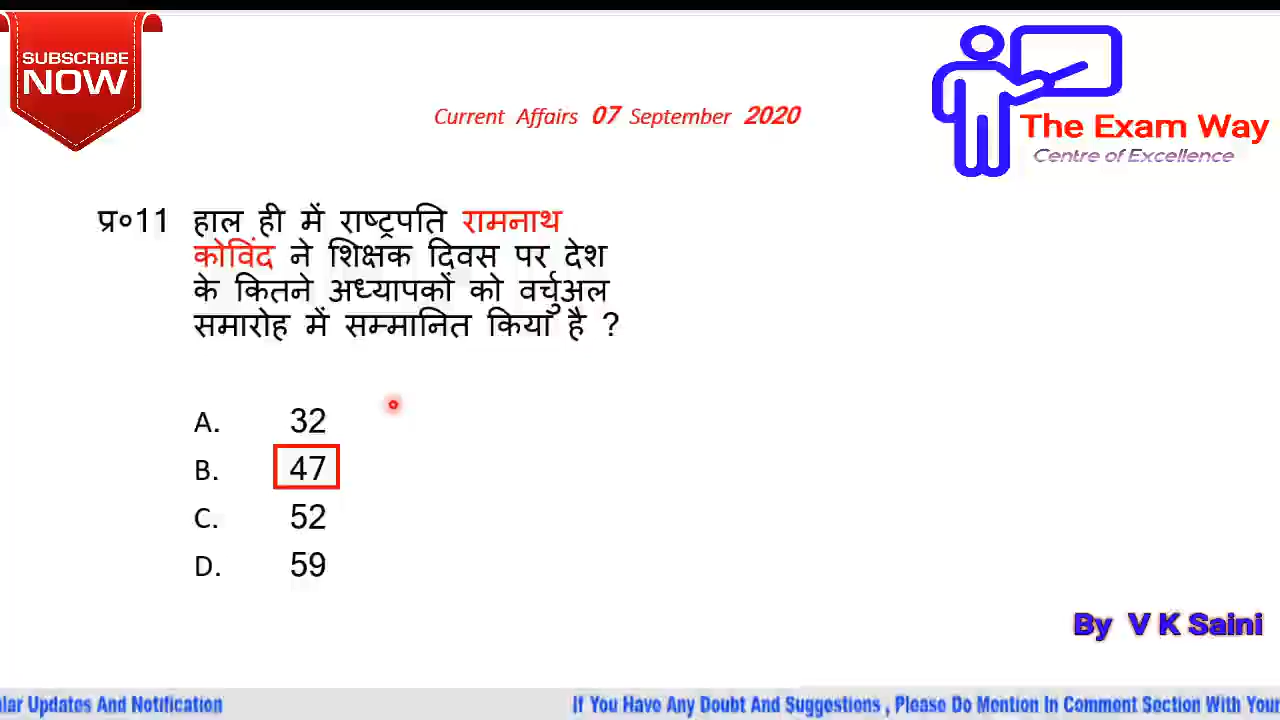 SUBSCRIBE
NOW
Current Affairs 07 September 2020
The Exam Way
Centre of Excellence
प्र॰11 हाल ही में राष्ट्रपति रामनाथ
कोविंद ने शिक्षक दिवस पर देश
के कितने अध्यापकों को वर्चुअल
समारोह में सम्मानित किया है ?
A. 32
B. 47
C. 52
D. 59
By V K Saini
lar Updates And Notification If You Have Any Doubt And Suggestions , Please Do Mention In Comment Section With Your